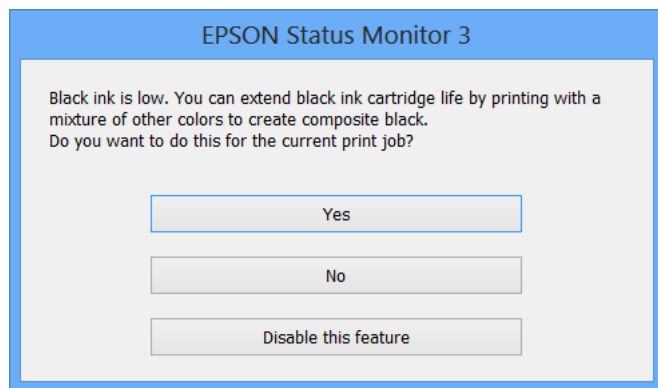 EPSON Status Monitor 3
Black ink is low. You can extend black ink cartridge life by printing with a
mixture of other colors to create composite black.
Do you want to do this for the current print job?
Yes
No
Disable this feature